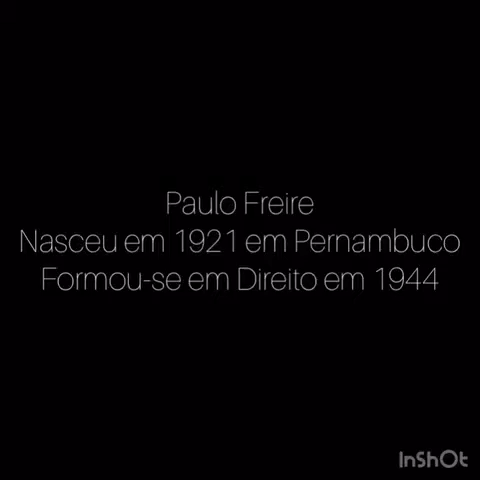 Paulo Freire
Nasceu em 1921 em Pernambuco
Formou-se em Direito em 1944
InShOt